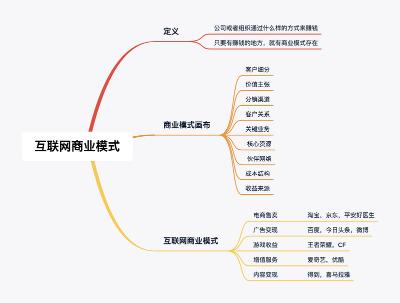 定义
公司或者组织通过什么样的方式来赚钱
只要有赚钱的地方，就有商业模式存在
互联网商业模式
商业模式画布
客户细分
价值主张
分销渠道
客户关系
关键业务
核心资源
伙伴网络
成本结构
收益来源
互联网商业模式
电商售卖 淘宝、京东、平安好医生
广告变现 百度、今日头条、微博
游戏收益 王者荣耀、CF
增值服务 爱奇艺、优酷
内容变现 得到、喜马拉雅